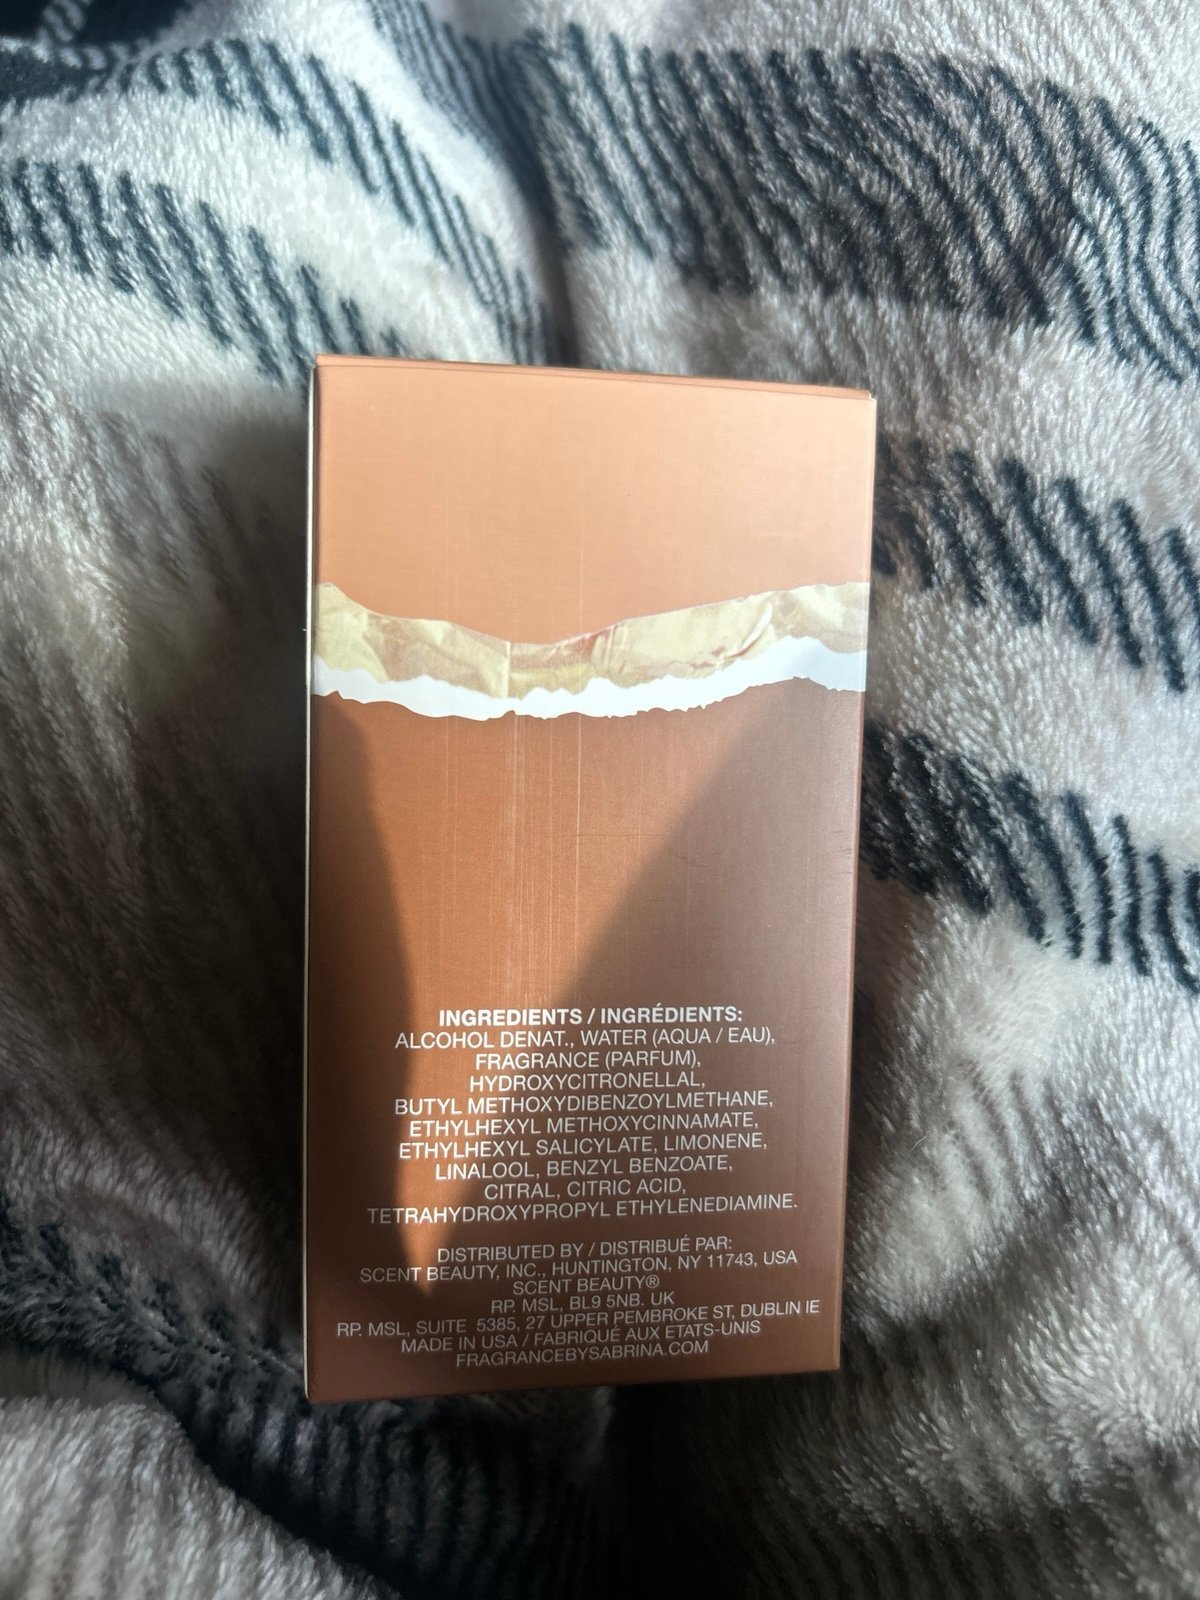 INGREDIENTS / INGRÉDIENTS:
ALCOHOL DENAT., WATER (AQUA / EAU),
FRAGRANCE (PARFUM),
HYDROXYCITRONELLAL,
BUTYL METHOXYDIBENZOYLMETHANE,
ETHYLHEXYL METHOXYCINNAMATE,
ETHYLHEXYL SALICYLATE, LIMONENE,
LINALOOL, BENZYL BENZOATE,
CITRAL, CITRIC ACID,
TETRAHYDROXYPROPYL ETHYLENEDIAMINE.
DISTRIBUTED BY / DISTRIBUÉ PAR:
SCENT BEAUTY, INC., HUNTINGTON, NY 11743, USA
SCENT BEAUTY®
RP. MSL, BL9 5NB. UK
RP. MSL, SUITE 5385, 27 UPPER PEMBROKE ST, DUBLIN IE
MADE IN USA / FABRIQUÉ AUX ETATS-UNIS
FRAGRANCEBYSABRINA.COM